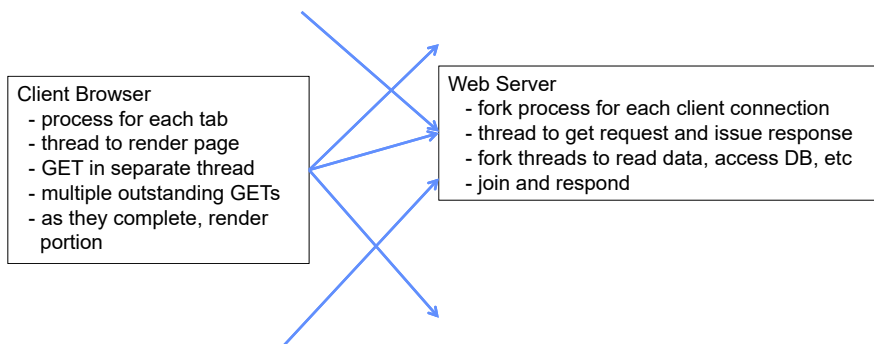 Client Browser
- process for each tab
- thread to render page
- GET in separate thread
- multiple outstanding GETs
- as they complete, render
portion
Web Server
- fork process for each client connection
- thread to get request and issue response
- fork threads to read data, access DB, etc
- join and respond